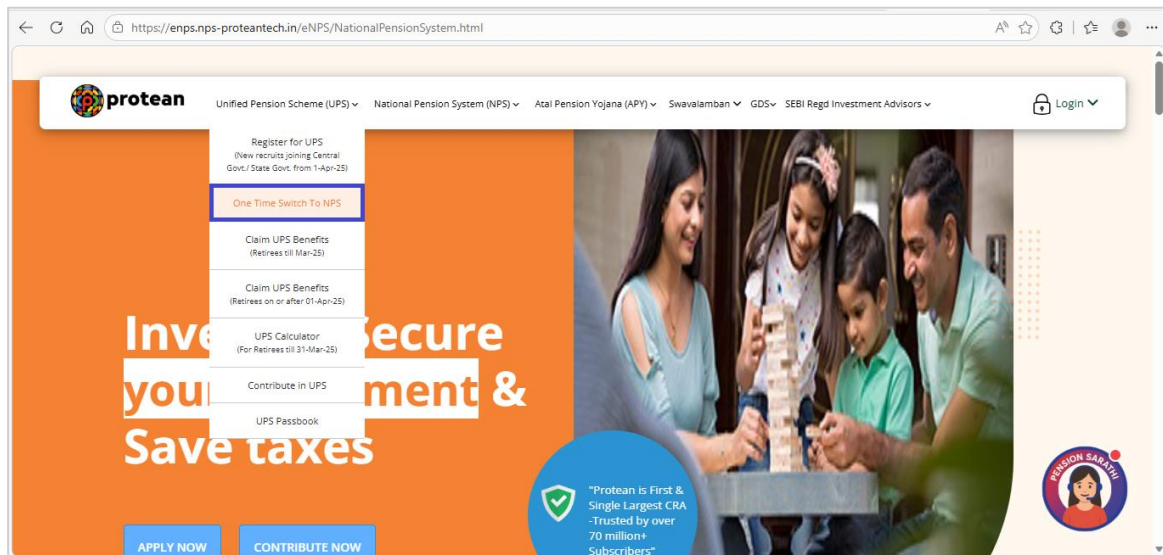 https://enps.nps-proteantech.in/eNPS/NationalPensionSystem.html
protean
Unified Pension Scheme (UPS)
National Pension System (NPS)
Atal Pension Yojana (APY)
Swavalamban
GDS
SEBI Regd Investment Advisors
Login
Register for UPS
(New recruits joining Central
Govt./ State Govt. from 1-Apr-25)
One Time Switch To NPS
Claim UPS Benefits
(Retirees till Mar-25)
Claim UPS Benefits
(Retirees on or after 01-Apr-25)
UPS Calculator
(For Retirees till 31-Mar-25)
Contribute in UPS
UPS Passbook
&
Save taxes
APPLY NOW
CONTRIBUTE NOW
"Protean is First &
Single Largest CRA
-Trusted by over
70 million+
Subscribers"
PENSION SARATHI